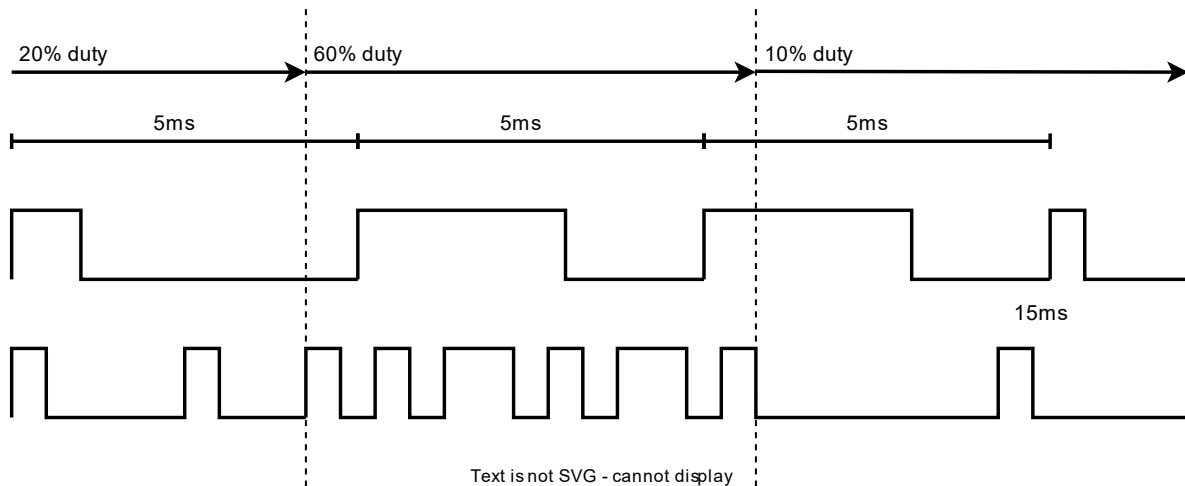 20% duty
60% duty
10% duty
5ms
5ms
5ms
15ms
Text is not SVG - cannot display